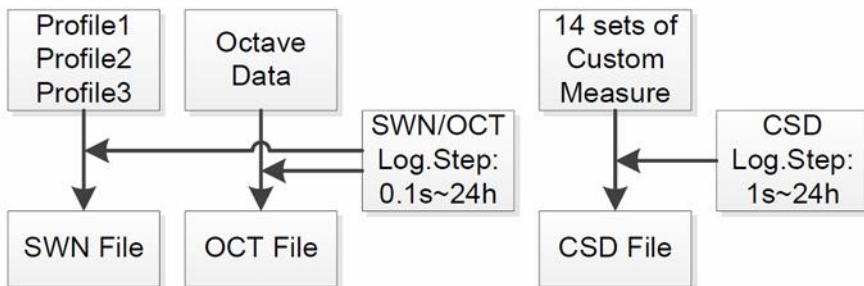 Profile1
Profile2
Profile3
Octave
Data
14 sets of
Custom
Measure
SWN/OCT
Log.Step:
0.1s~24h
CSD
Log.Step:
1s~24h
SWN File
OCT File
CSD File